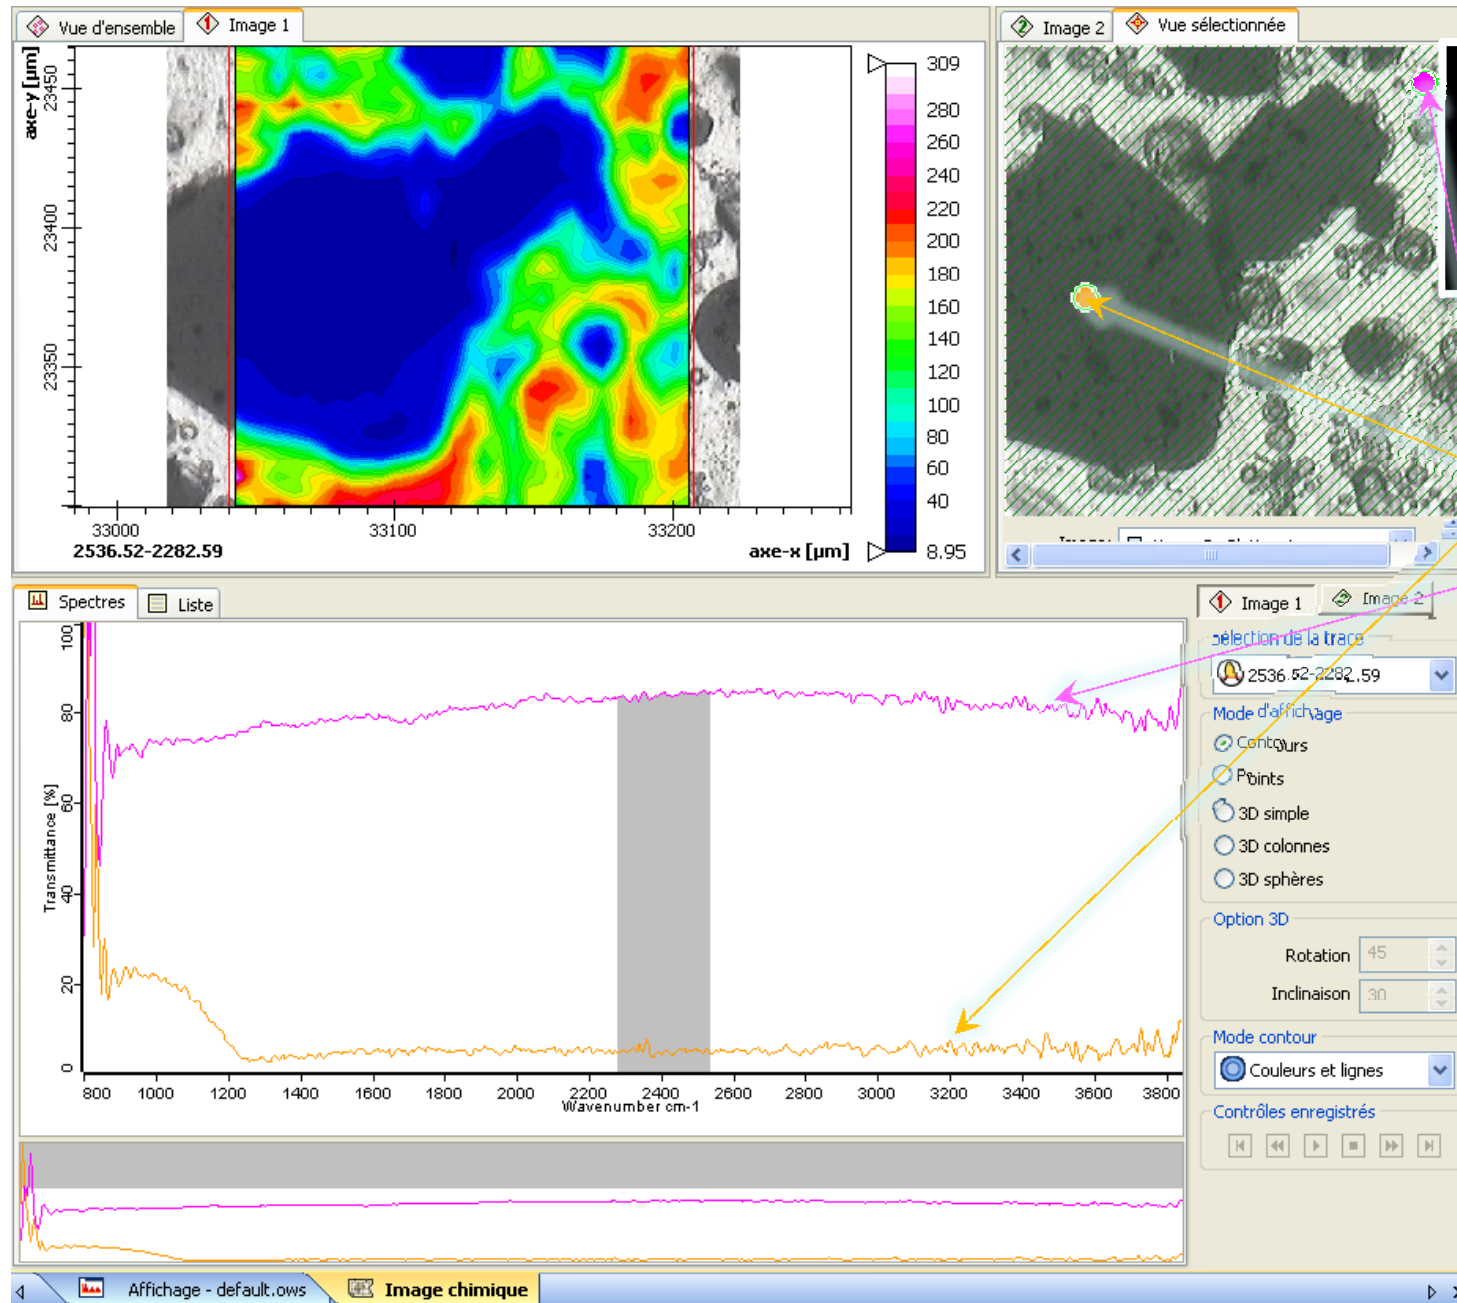 Vue d'ensemble
Image 1
Image 2
Vue sélectionnée
axe-y [µm]
23450
23400
23350
33000
33100
33200
2536.52-2282.59
axe-x [µm]
309
280
260
240
220
200
180
160
140
120
100
80
60
40
8.95
Spectres
Liste
Image 1
Image 2
Sélection de la trace
2536.52-2282.59
Mode d'affichage
Contours
Points
3D simple
3D colonnes
3D sphères
Option 3D
Rotation 45
Inclinaison 30
Mode contour
Couleurs et lignes
Contrôles enregistrés
Transmittance [%]
100
80
60
40
20
0
800 1000 1200 1400 1600 1800 2000 2200 2400 2600 2800 3000 3200 3400 3600 3800
Wavenumber cm-1
Affichage - default.ows
Image chimique